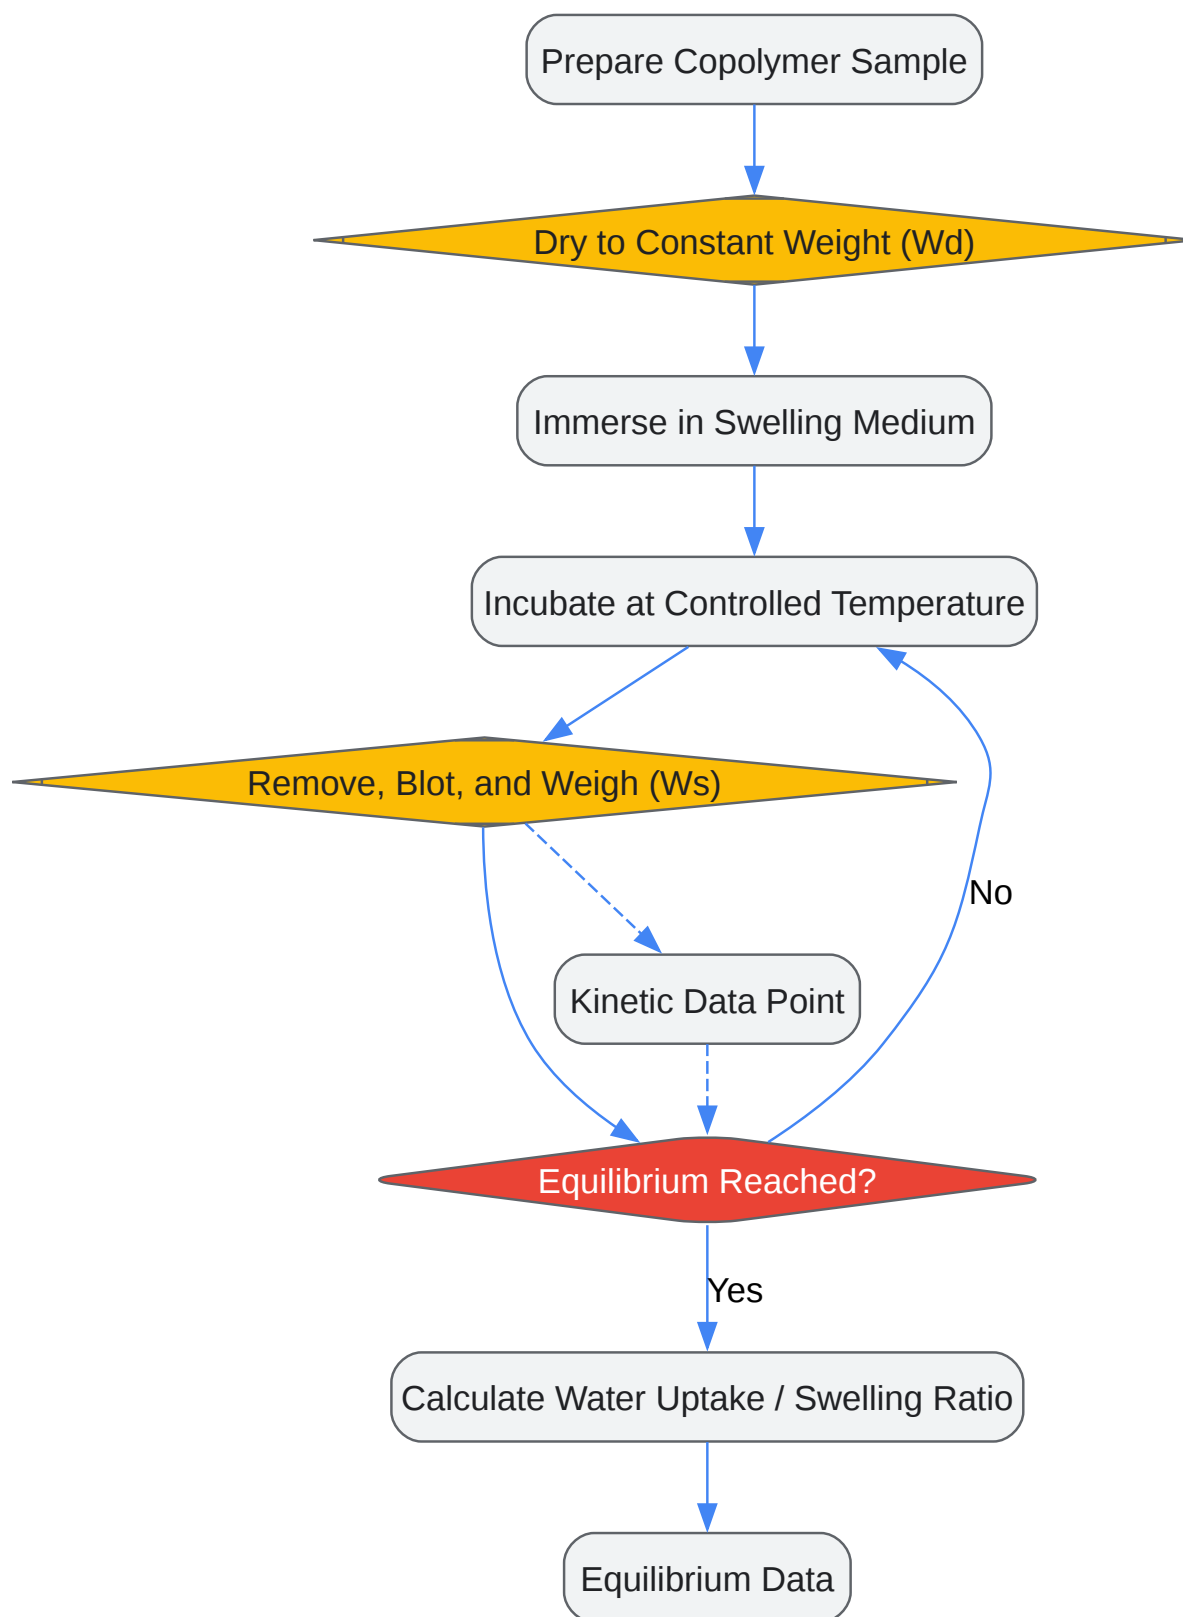 Prepare Copolymer Sample
Dry to Constant Weight (Wd)
Immerse in Swelling Medium
Incubate at Controlled Temperature
Remove, Blot, and Weigh (Ws)
No
Kinetic Data Point
Equilibrium Reached?
Yes
Calculate Water Uptake / Swelling Ratio
Equilibrium Data